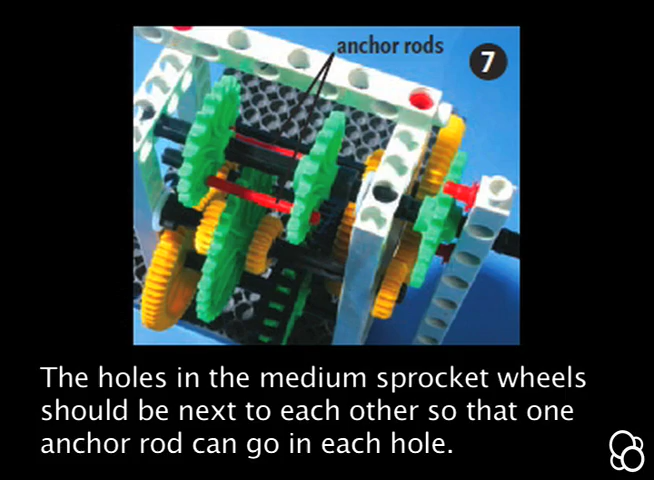 anchor rods
7
The holes in the medium sprocket wheels
should be next to each other so that one
anchor rod can go in each hole.